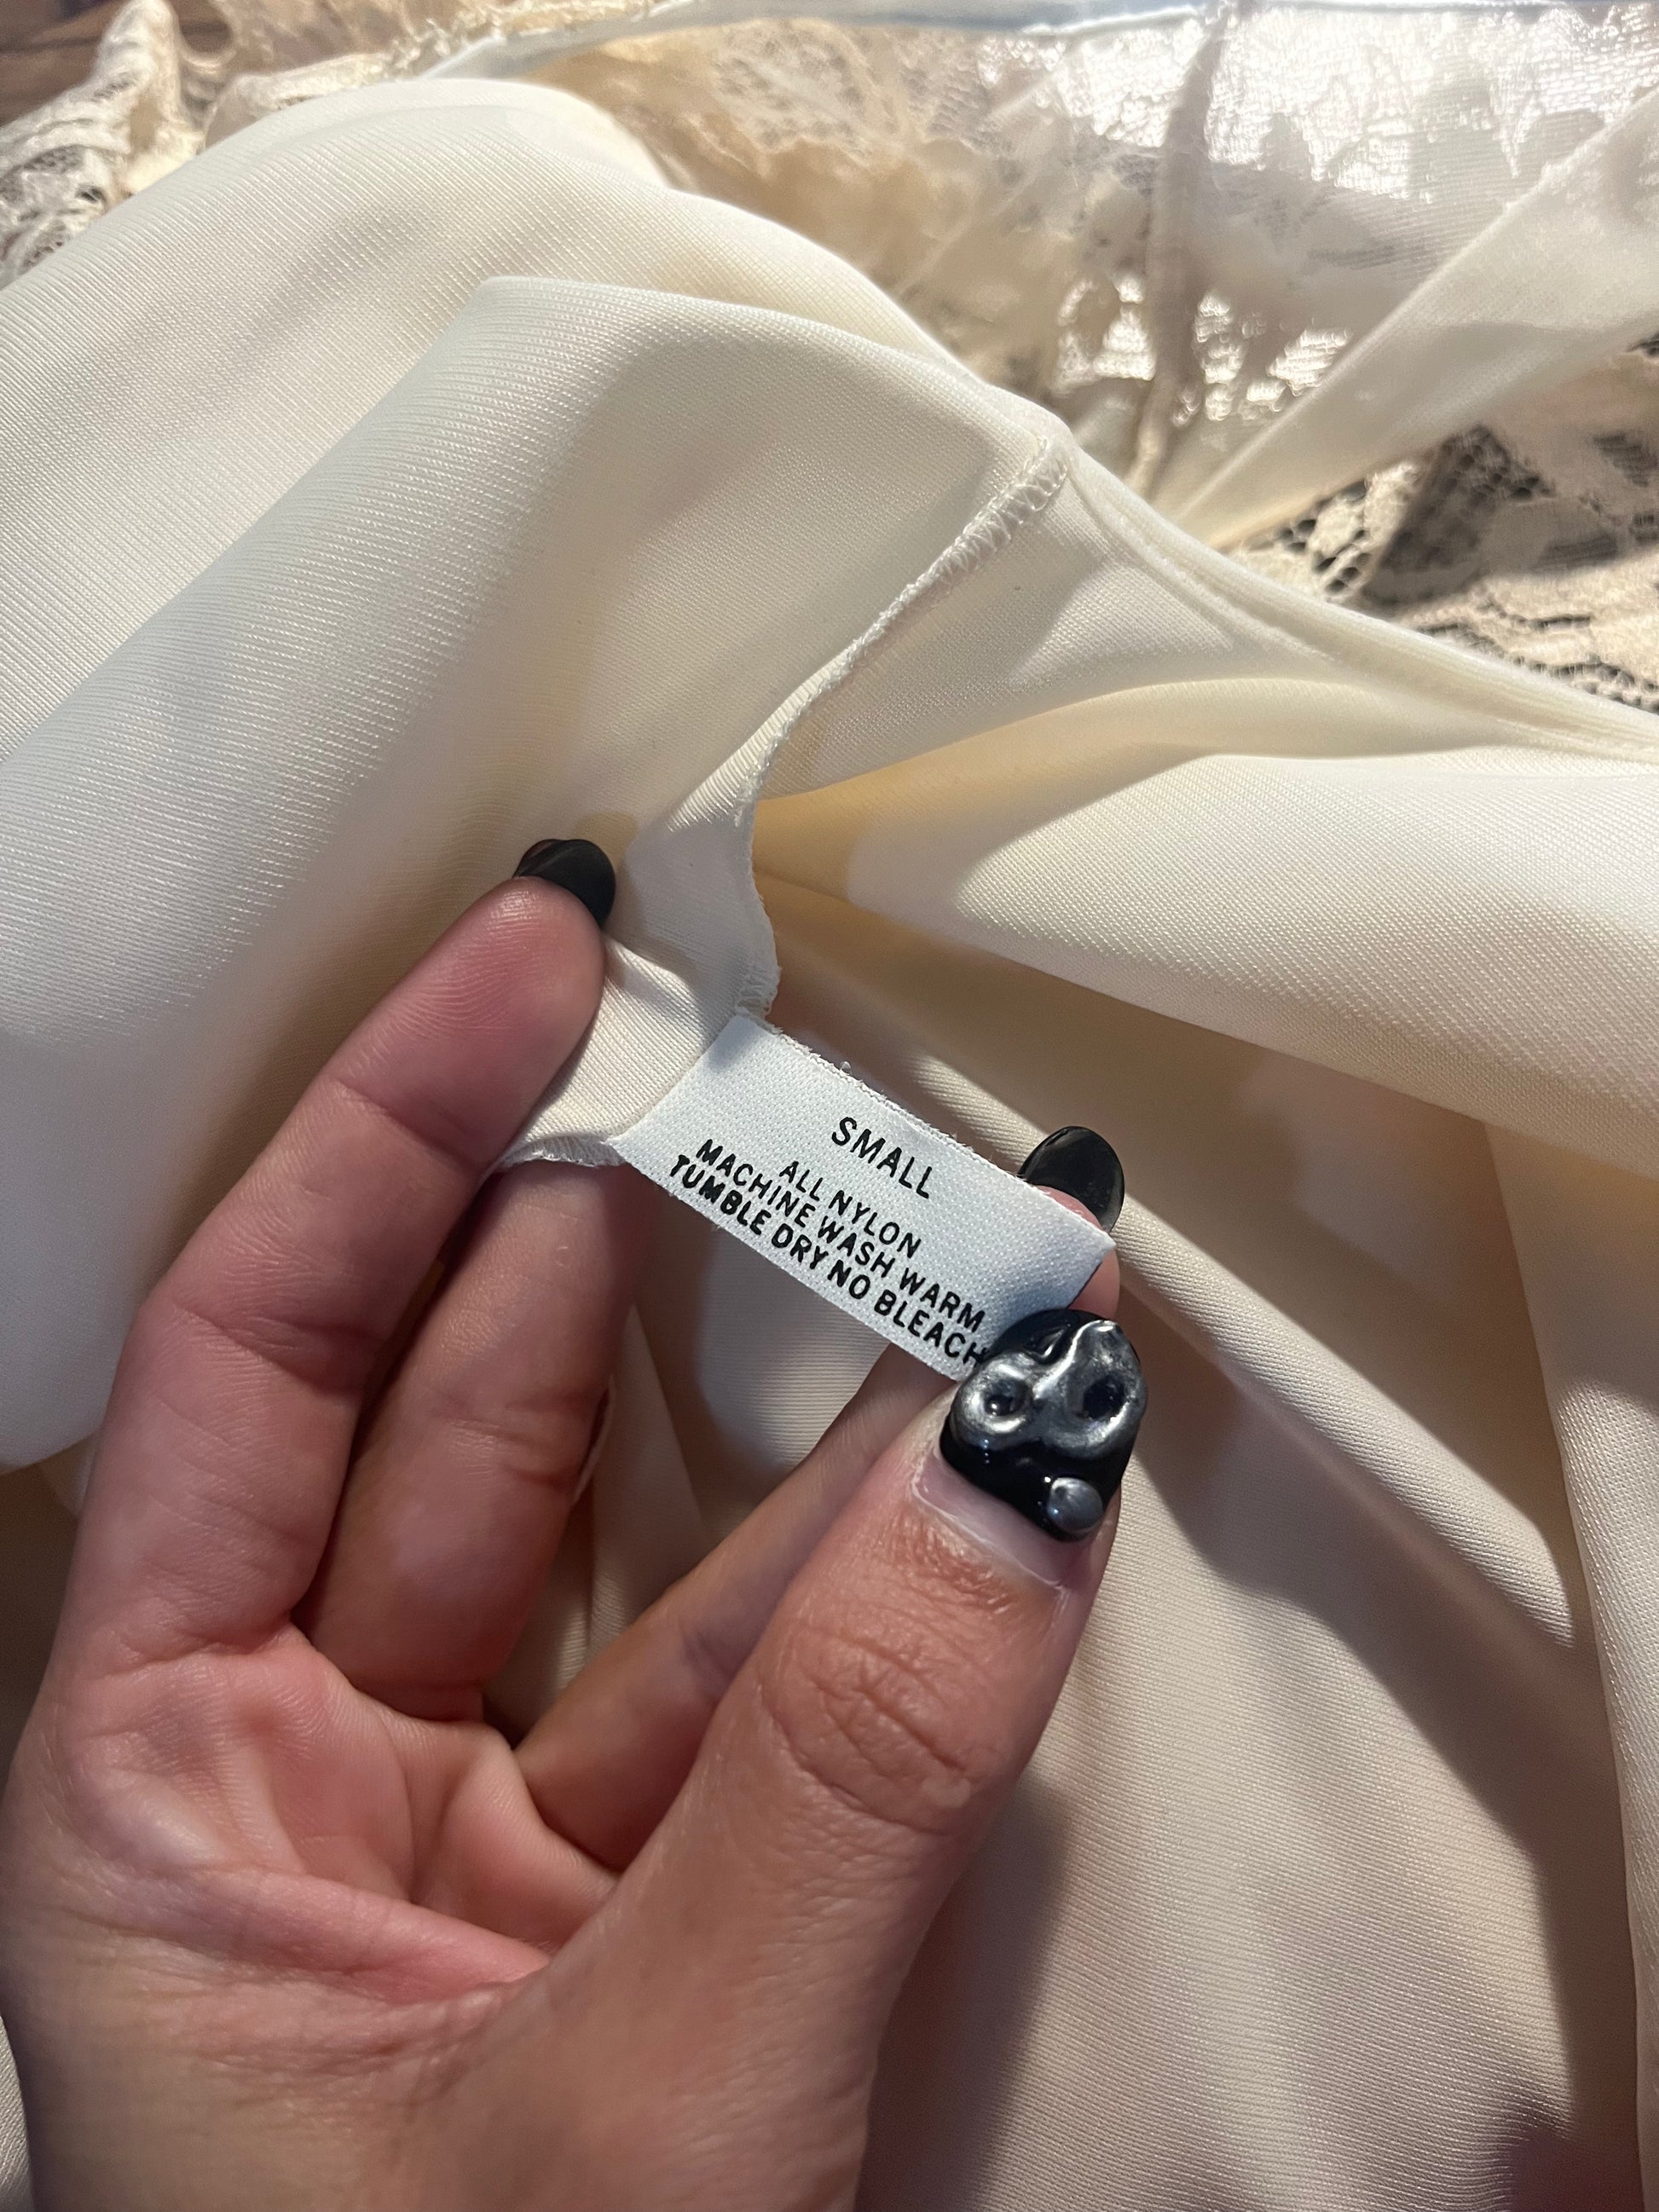 SMALL
ALL NYLON
MACHINE WASH WARM
TUMBLE DRY NO BLEACH